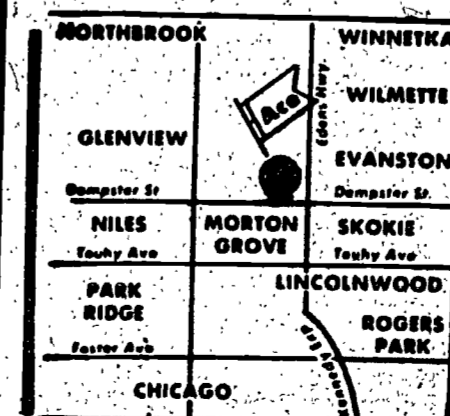 NORTHBROOK
WINNETKA
Ace
Edens Hwy.
WILMETTE
GLENVIEW
EVANSTON
Dempster St
Dempster St.
NILES
MORTON
GROVE
SKOKIE
Touhy Ave
Touhy Ave
LINCOLNWOOD
PARK
RIDGE
ROGERS
PARK
Foster Ave
CHICAGO